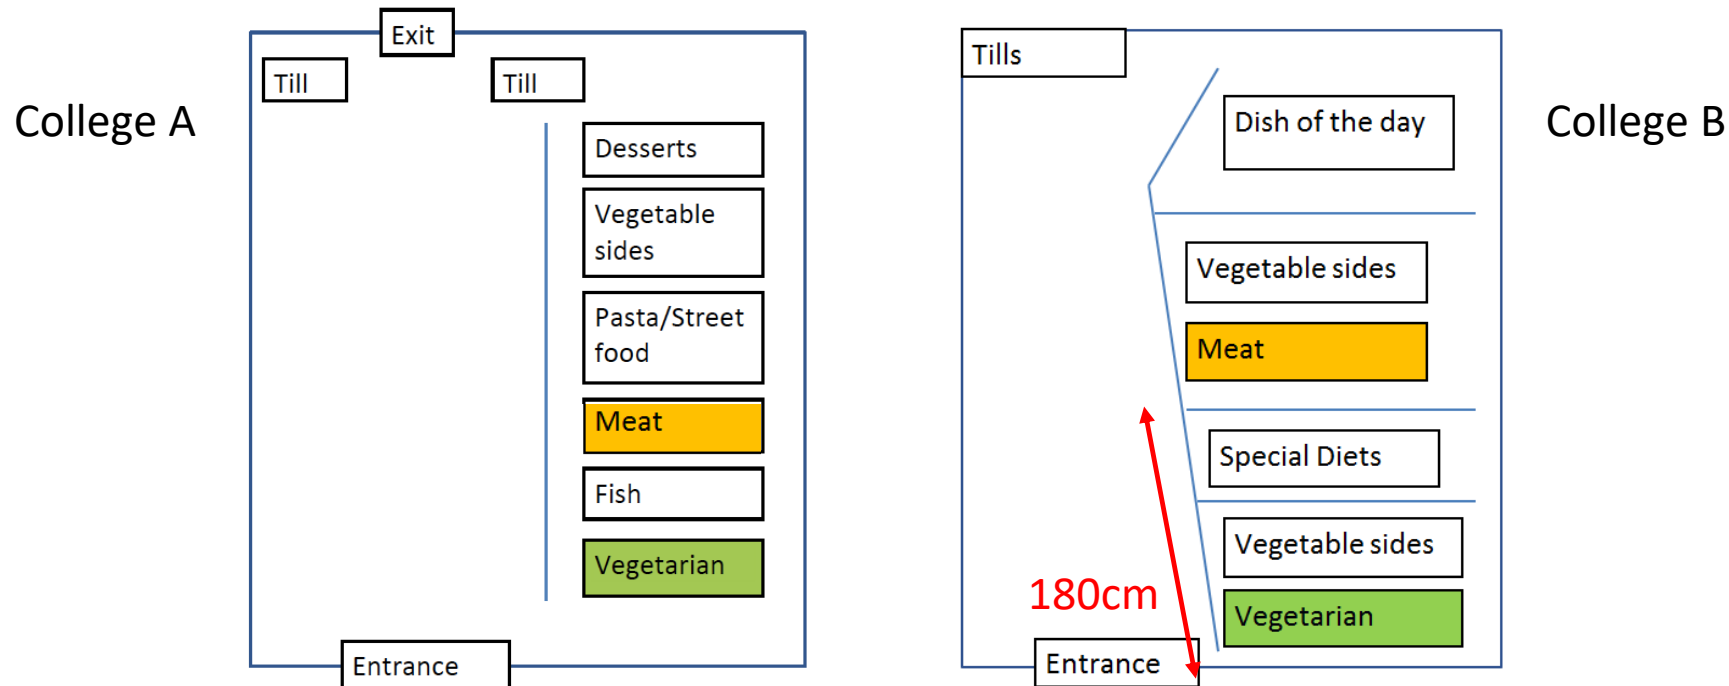 College A
Exit
Till
Till
Desserts
Vegetable
sides
Pasta/Street
food
Meat
Fish
Vegetarian
Entrance
Tills
Dish of the day
Vegetable sides
Meat
Special Diets
Vegetable sides
Vegetarian
180cm
Entrance
College B